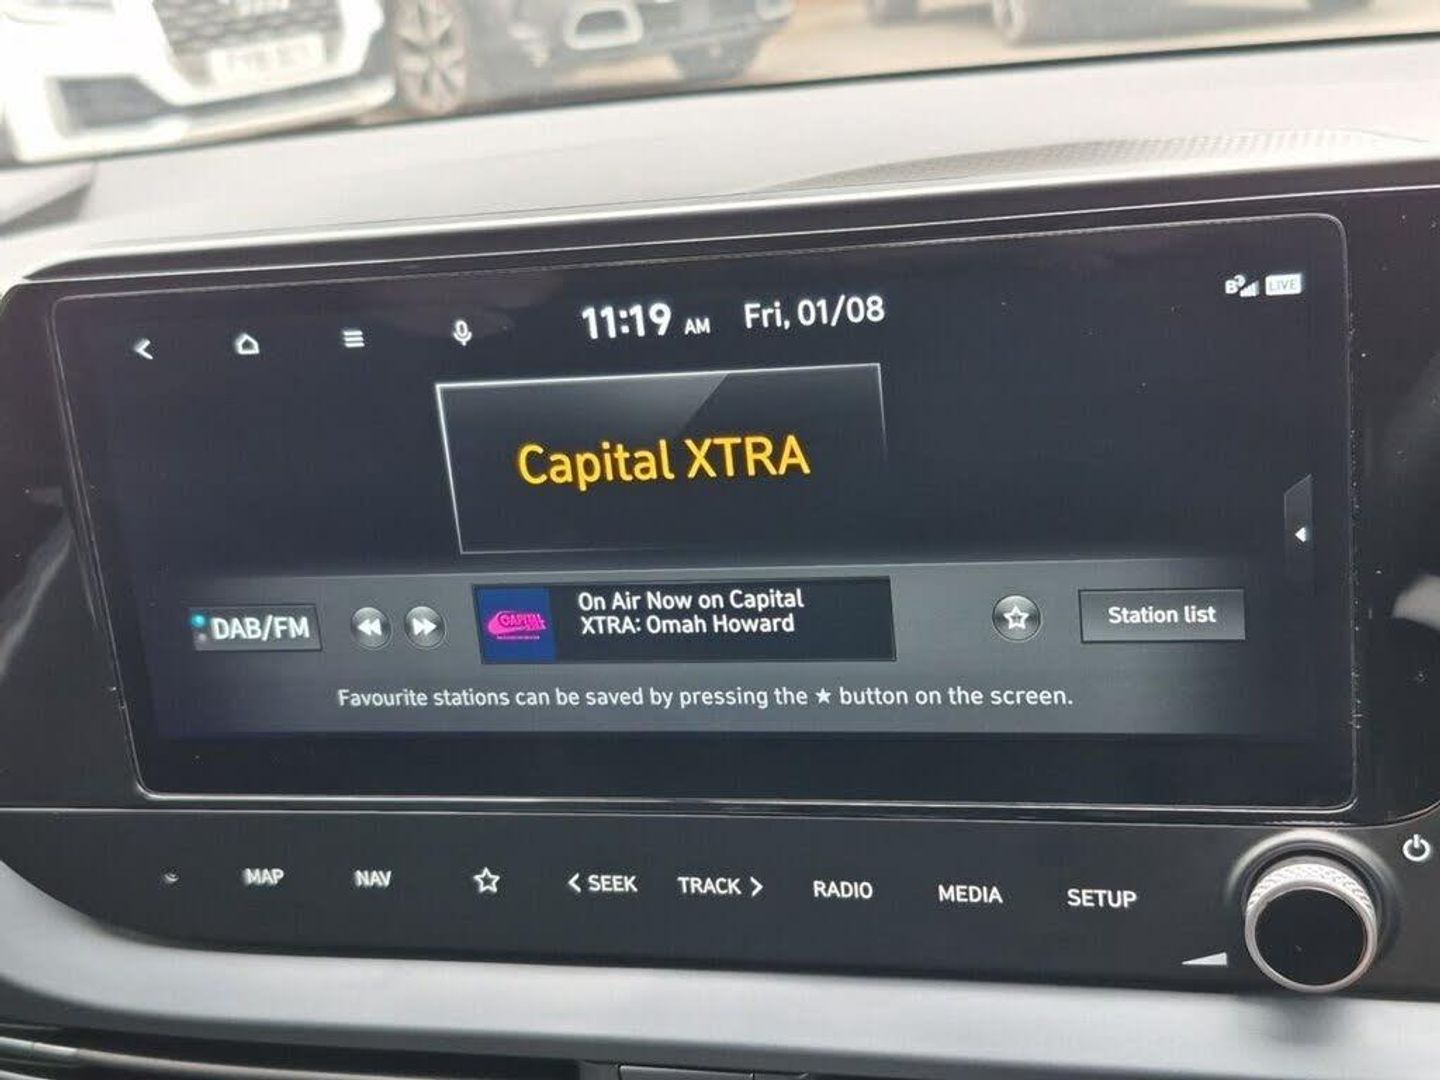 11:19 AM Fri, 01/08
LIVE
Capital XTRA
DAB/FM
CAPITAL
On Air Now on Capital
XTRA: Omah Howard
Station list
Favourite stations can be saved by pressing the ★ button on the screen.
MAP NAV ☆ < SEEK TRACK > RADIO MEDIA SETUP